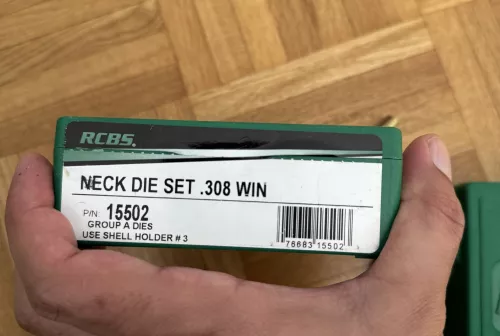 RCBS.
NECK DIE SET .308 WIN
P/N: 15502
GROUP A DIES
USE SHELL HOLDER # 3
76683 15502